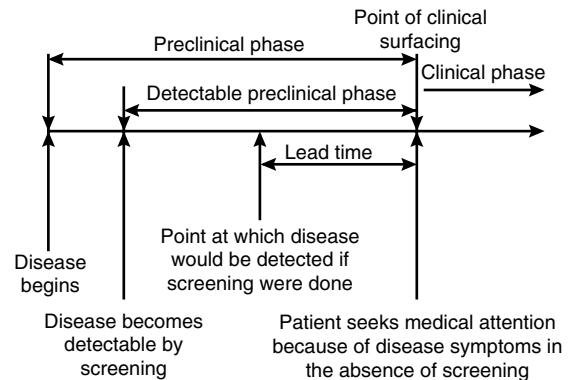 Point of clinical
surfacing
Preclinical phase
Clinical phase
Detectable preclinical phase
Lead time
Point at which disease
would be detected if
screening were done
Disease
begins
Disease becomes
detectable by
screening
Patient seeks medical attention
because of disease symptoms in
the absence of screening